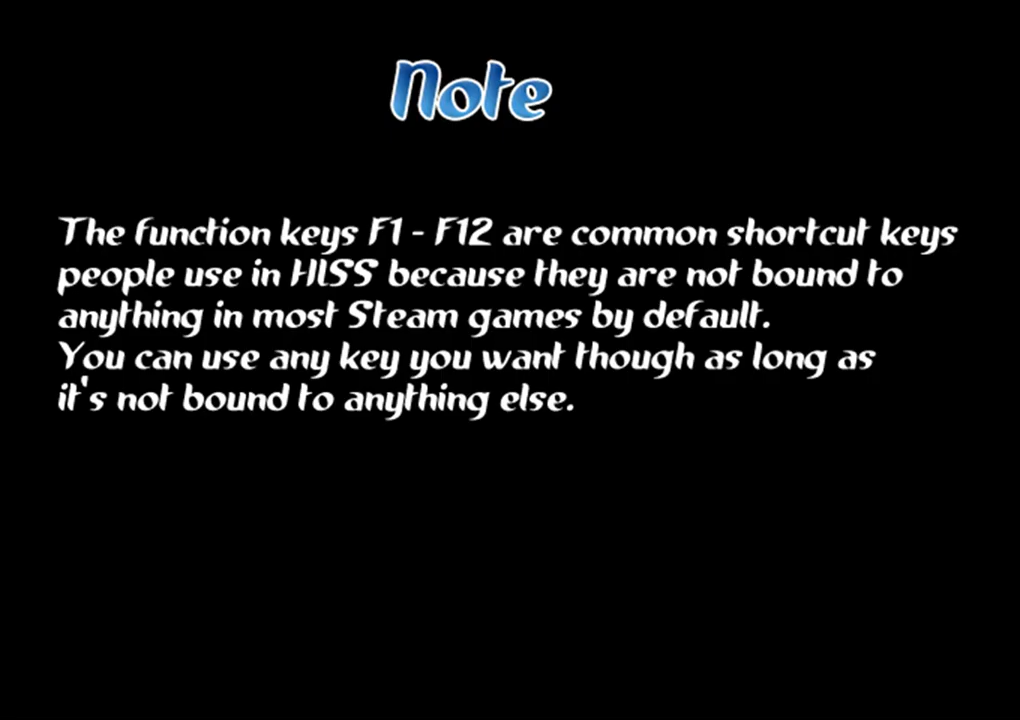 Note
The function keys F1 - F12 are common shortcut keys
people use in HLSS because they are not bound to
anything in most Steam games by default.
You can use any key you want though as long as
it's not bound to anything else.